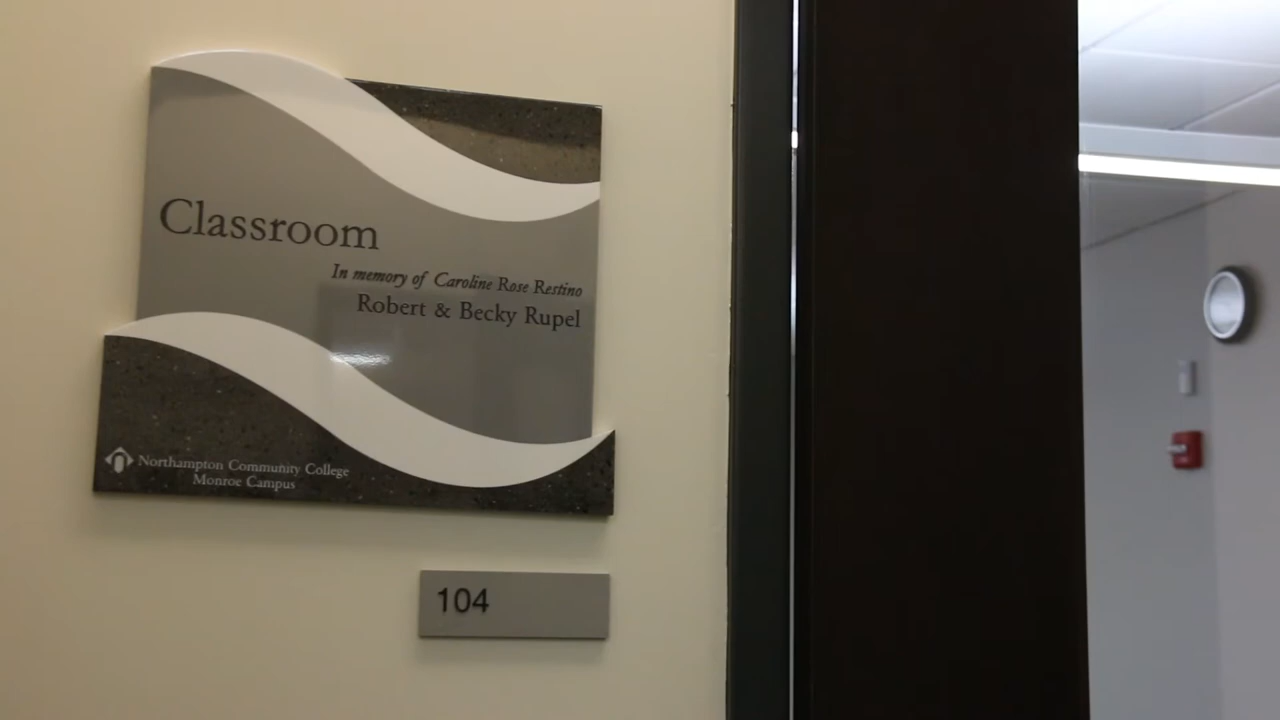 Classroom
In memory of Caroline Rose Restino
Robert & Becky Rupel
Northampton Community College
Monroe Campus
104